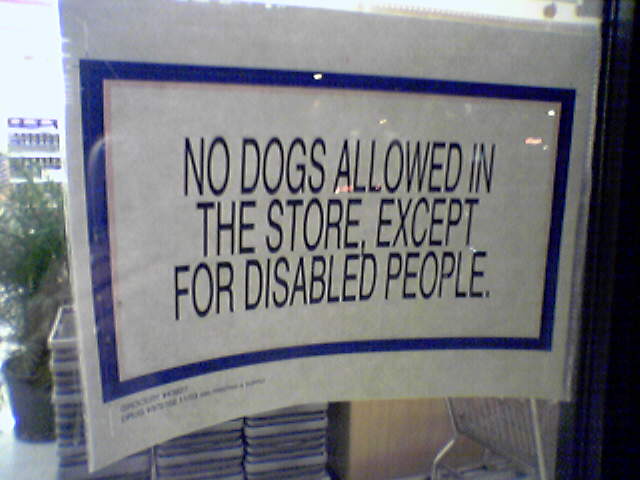 NO DOGS ALLOWED IN
THE STORE, EXCEPT
FOR DISABLED PEOPLE.